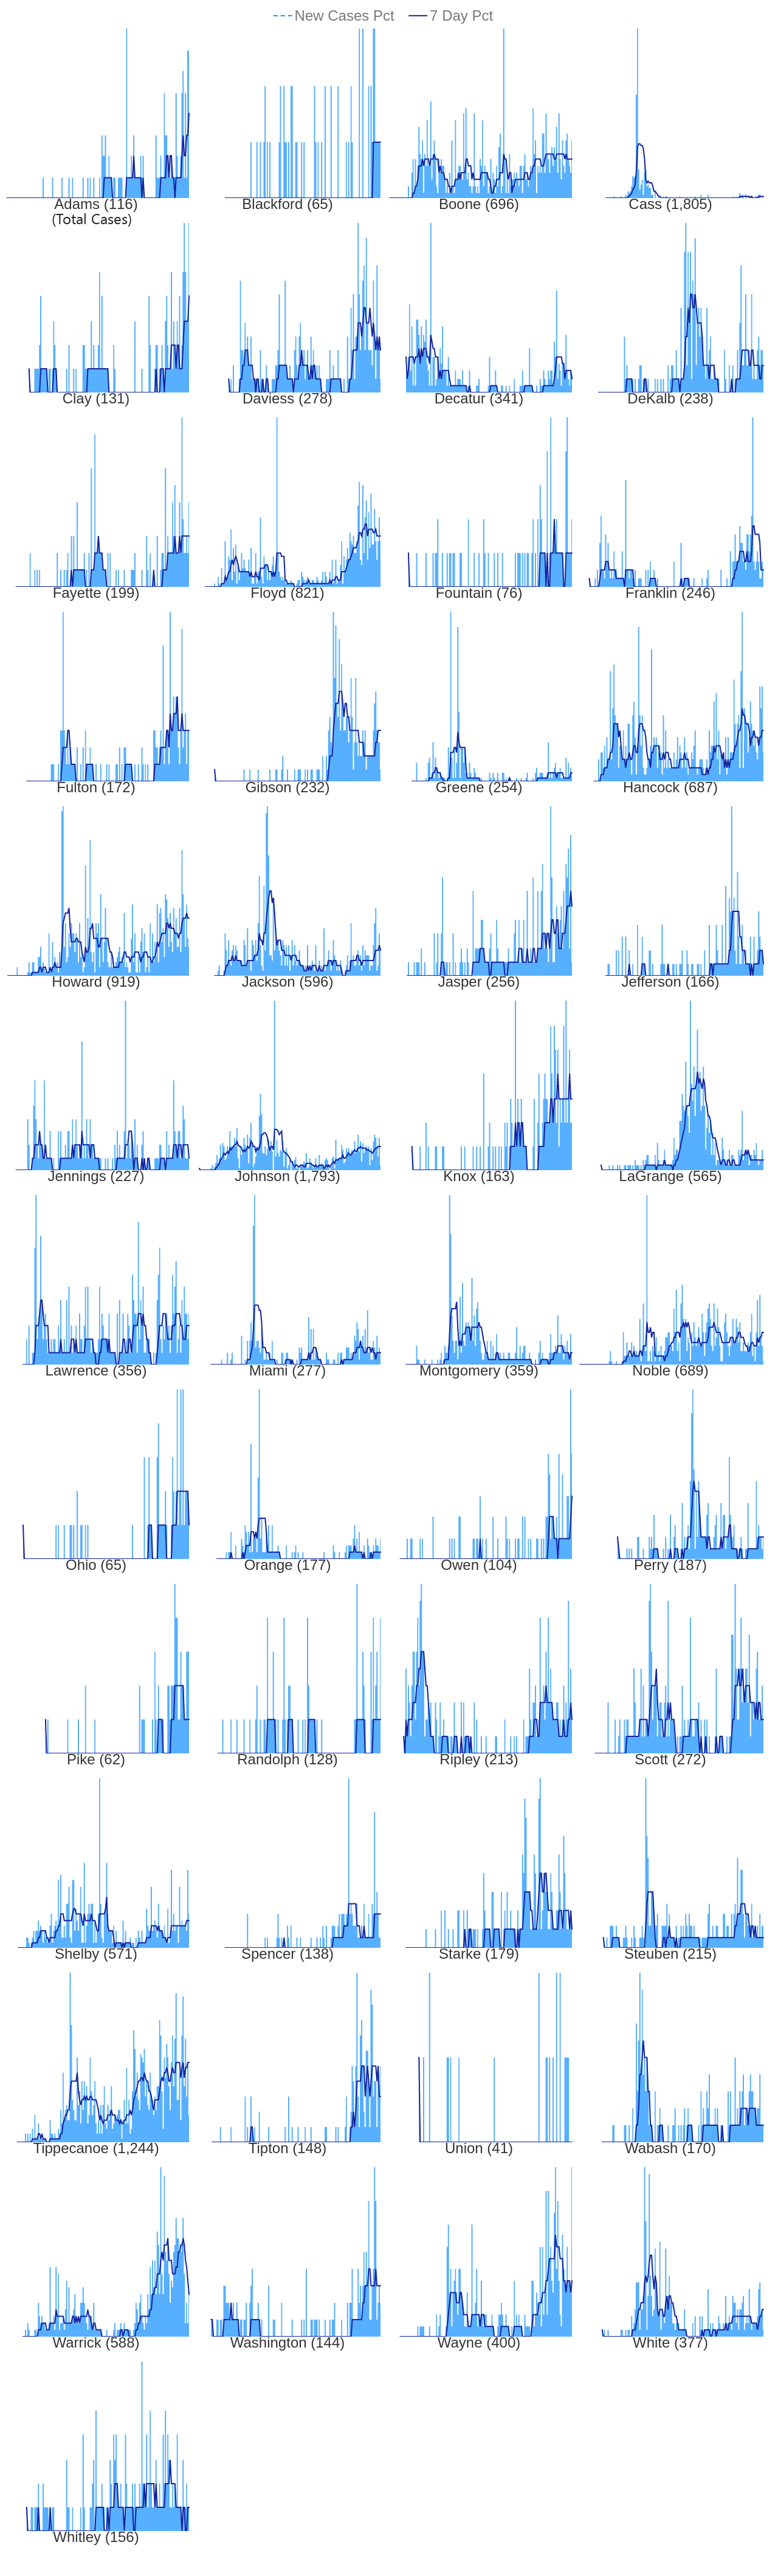 New Cases Pct 7 Day Pct
Adams (116) Blackford (65) Boone (696) Cass (1,805)
(Total Cases)
Clay (131) Daviess (278) Decatur (341) DeKalb (238)
Fayette (199) Floyd (821) Fountain (76) Franklin (246)
Fulton (172) Gibson (232) Greene (254) Hancock (687)
Howard (919) Jackson (596) Jasper (256) Jefferson (166)
Jennings (227) Johnson (1,793) Knox (163) LaGrange (565)
Lawrence (356) Miami (277) Montgomery (359) Noble (689)
Ohio (65) Orange (177) Owen (104) Perry (187)
Pike (62) Randolph (128) Ripley (213) Scott (272)
Shelby (571) Spencer (138) Starke (179) Steuben (215)
Tippecanoe (1,244) Tipton (148) Union (41) Wabash (170)
Warrick (588) Washington (144) Wayne (400) White (377)
Whitley (156)